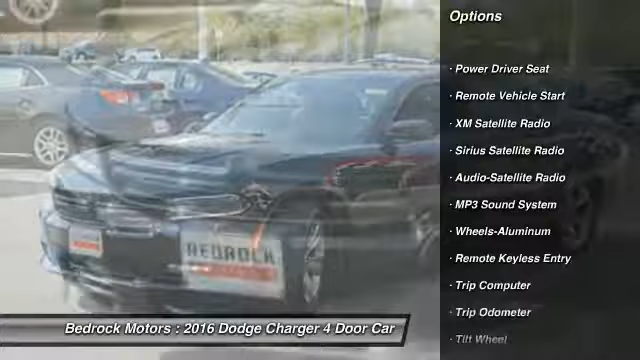 Options
· Power Driver Seat
· Remote Vehicle Start
· XM Satellite Radio
· Sirius Satellite Radio
· Audio-Satellite Radio
· MP3 Sound System
· Wheels-Aluminum
· Remote Keyless Entry
· Trip Computer
· Trip Odometer
· Tilt Wheel
BEDROCK
Bedrock Motors : 2016 Dodge Charger 4 Door Car